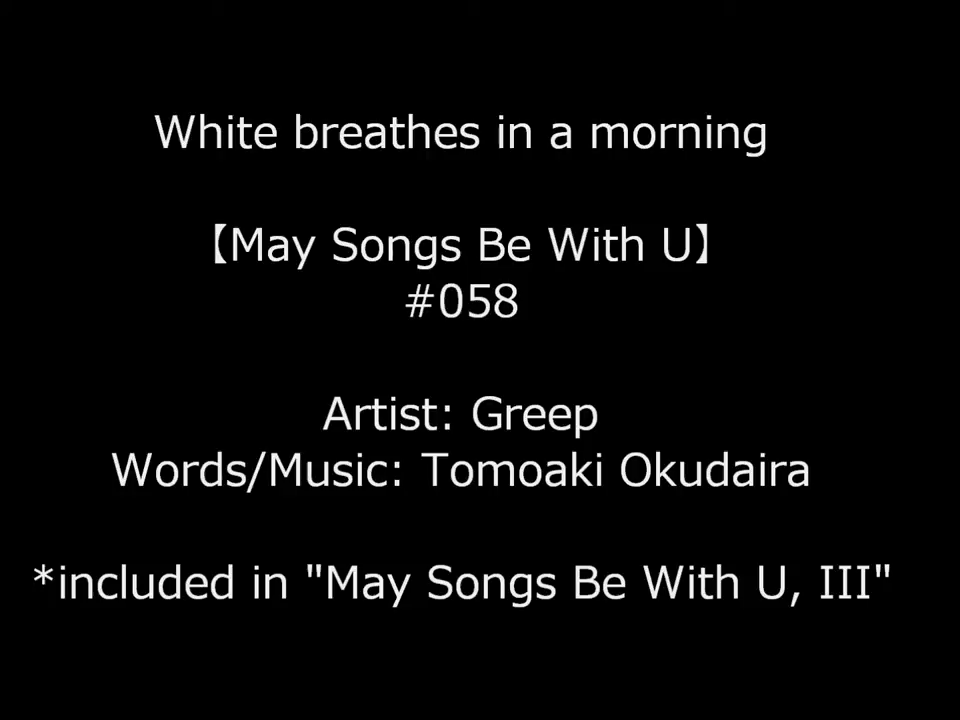 White breathes in a morning
【May Songs Be With U】
#058
Artist: Greep
Words/Music: Tomoaki Okudaira
*included in "May Songs Be With U, III"